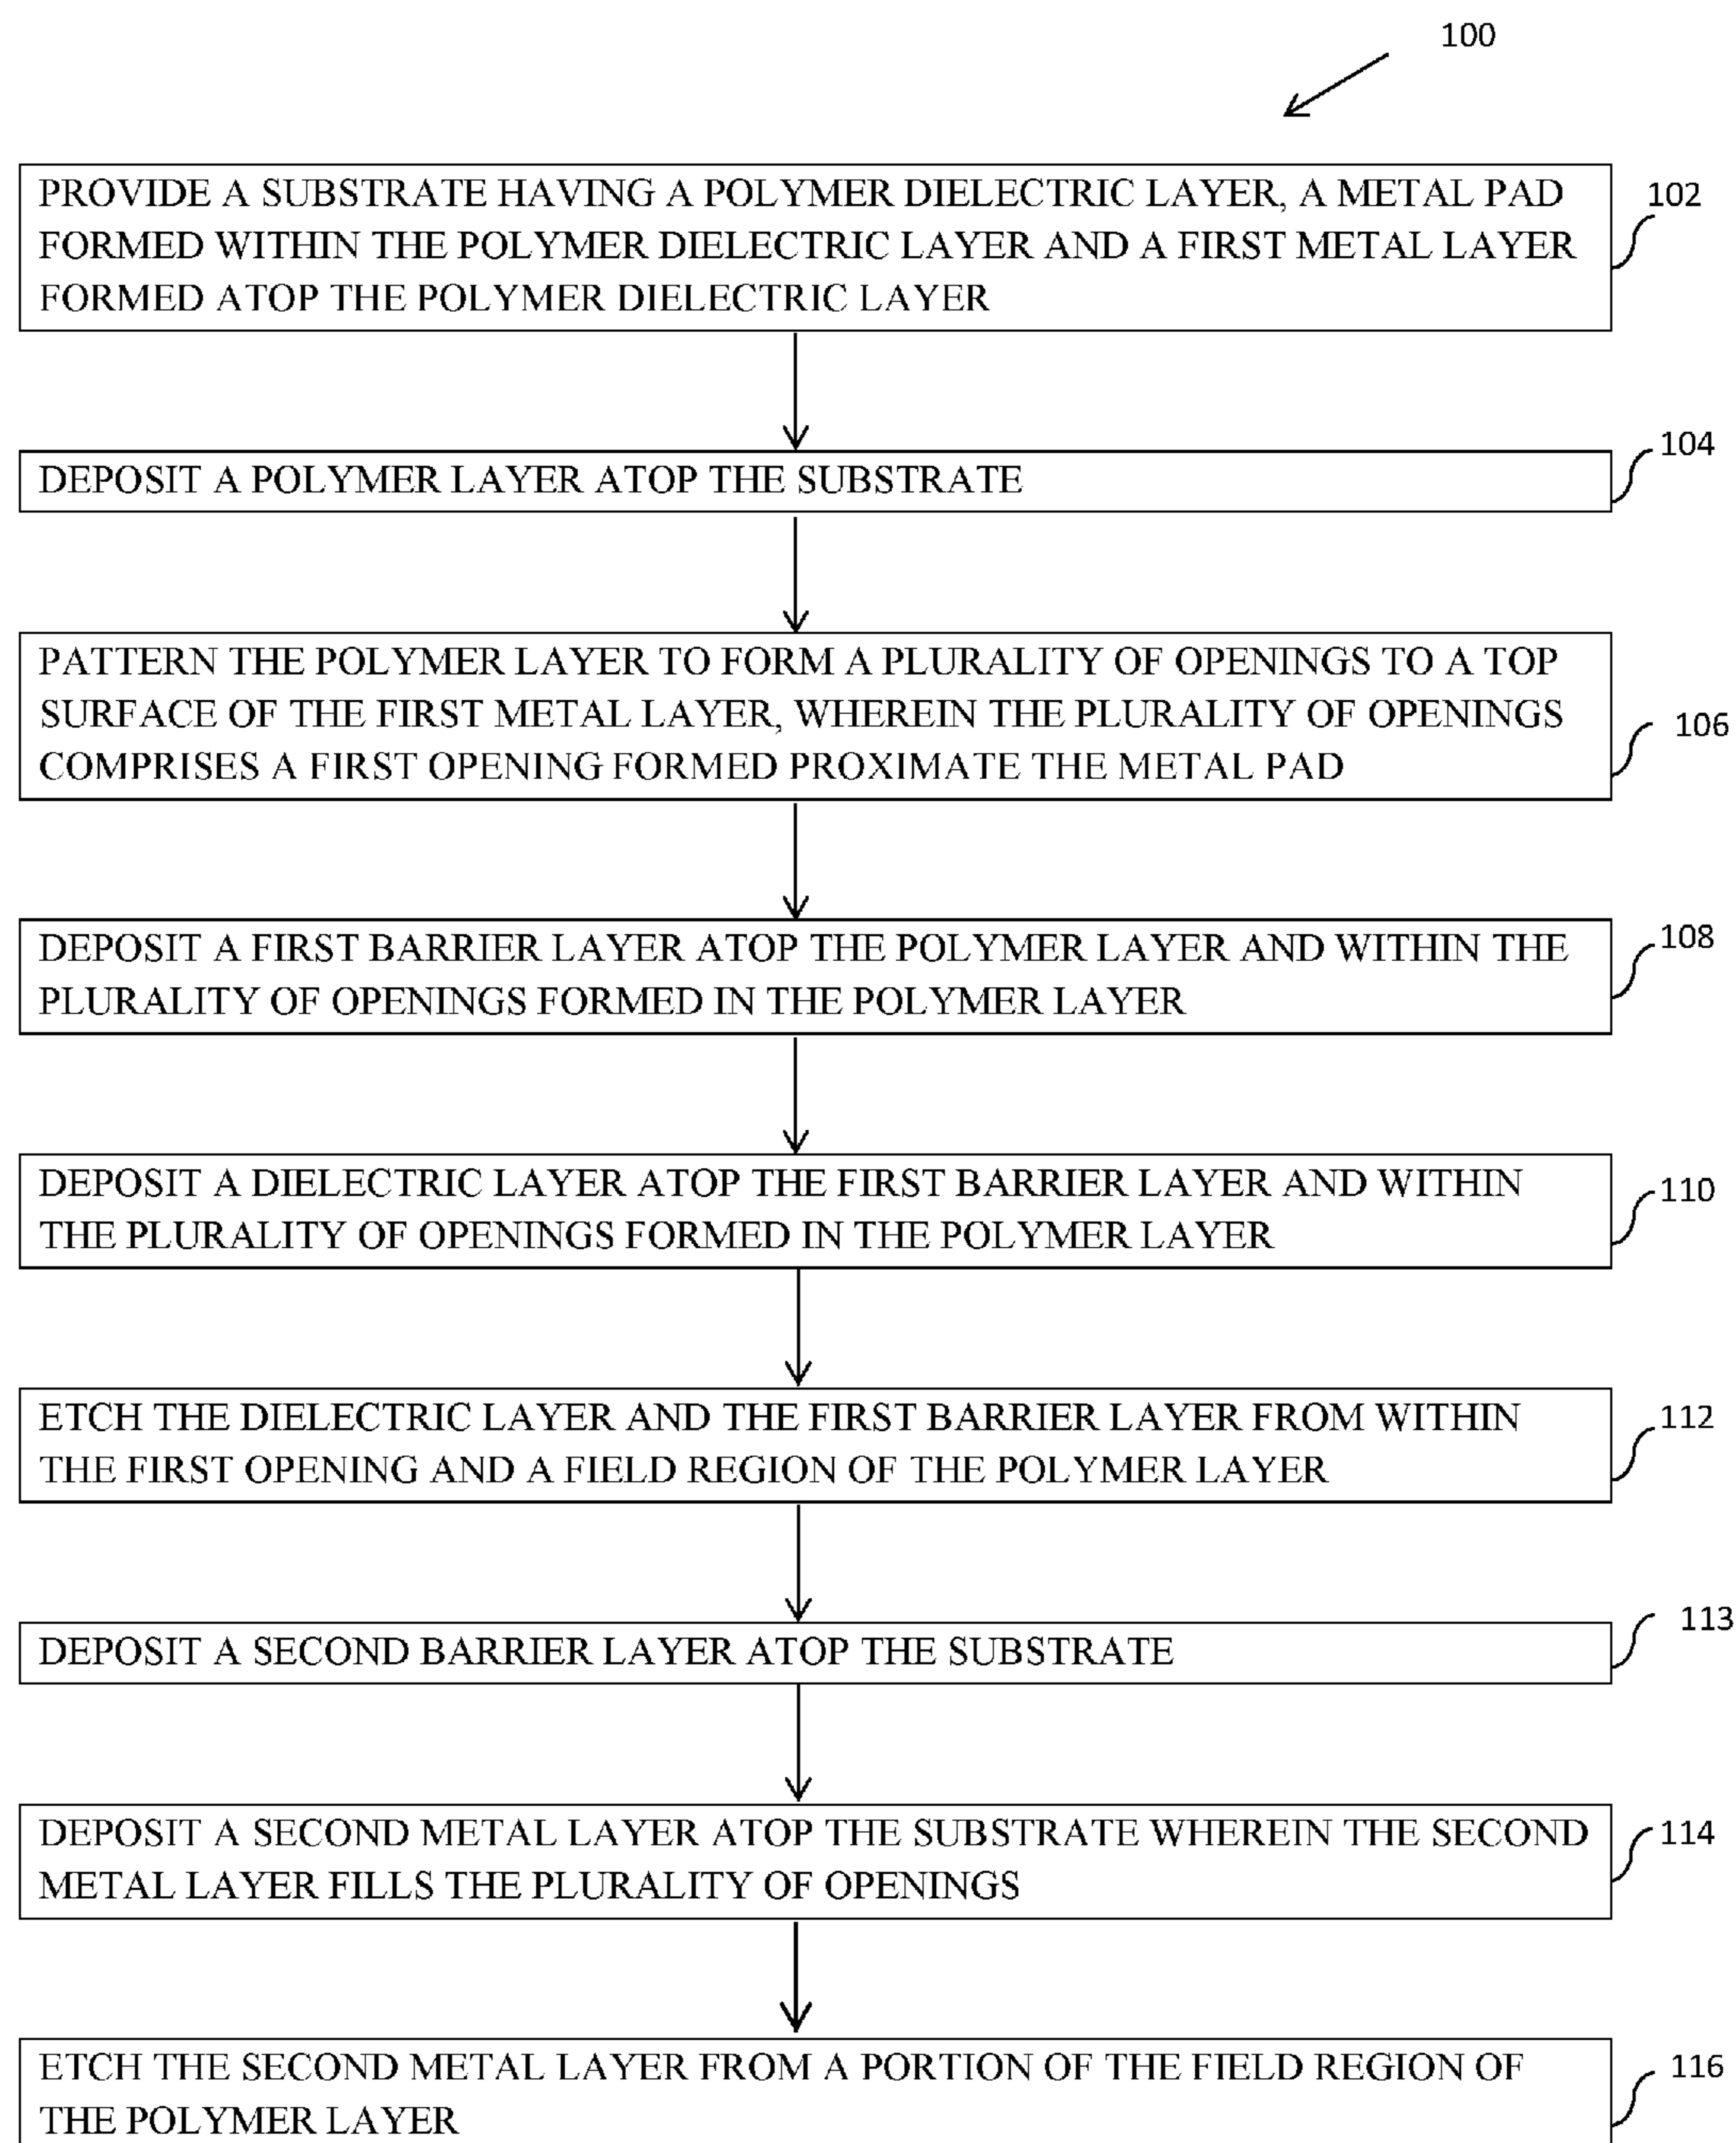 100
PROVIDE A SUBSTRATE HAVING A POLYMER DIELECTRIC LAYER, A METAL PAD
FORMED WITHIN THE POLYMER DIELECTRIC LAYER AND A FIRST METAL LAYER
FORMED ATOP THE POLYMER DIELECTRIC LAYER
102
DEPOSIT A POLYMER LAYER ATOP THE SUBSTRATE
104
PATTERN THE POLYMER LAYER TO FORM A PLURALITY OF OPENINGS TO A TOP
SURFACE OF THE FIRST METAL LAYER, WHEREIN THE PLURALITY OF OPENINGS
COMPRISES A FIRST OPENING FORMED PROXIMATE THE METAL PAD
106
DEPOSIT A FIRST BARRIER LAYER ATOP THE POLYMER LAYER AND WITHIN THE
PLURALITY OF OPENINGS FORMED IN THE POLYMER LAYER
108
DEPOSIT A DIELECTRIC LAYER ATOP THE FIRST BARRIER LAYER AND WITHIN
THE PLURALITY OF OPENINGS FORMED IN THE POLYMER LAYER
110
ETCH THE DIELECTRIC LAYER AND THE FIRST BARRIER LAYER FROM WITHIN
THE FIRST OPENING AND A FIELD REGION OF THE POLYMER LAYER
112
DEPOSIT A SECOND BARRIER LAYER ATOP THE SUBSTRATE
113
DEPOSIT A SECOND METAL LAYER ATOP THE SUBSTRATE WHEREIN THE SECOND
METAL LAYER FILLS THE PLURALITY OF OPENINGS
114
ETCH THE SECOND METAL LAYER FROM A PORTION OF THE FIELD REGION OF
THE POLYMER LAYER
116